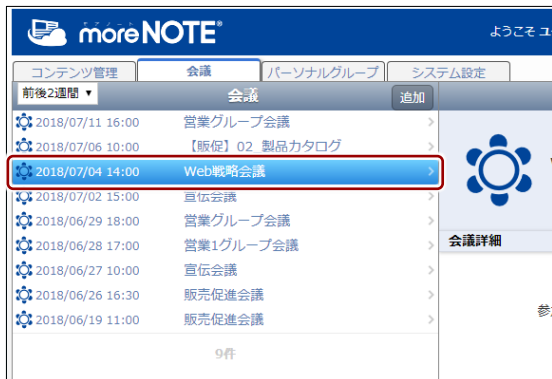 モアノート
moreNOTE®
ようこそ ユ
コンテンツ管理 会議 パーソナルグループ システム設定
前後2週間 ▼ 会議 追加
2018/07/11 16:00 営業グループ会議
2018/07/06 10:00 【販促】02_製品カタログ
2018/07/04 14:00 Web戦略会議
2018/07/02 15:00 宣伝会議
2018/06/29 18:00 営業グループ会議
2018/06/28 17:00 営業1グループ会議
2018/06/27 10:00 宣伝会議
2018/06/26 16:30 販売促進会議
2018/06/19 11:00 販売促進会議
9件
会議詳細